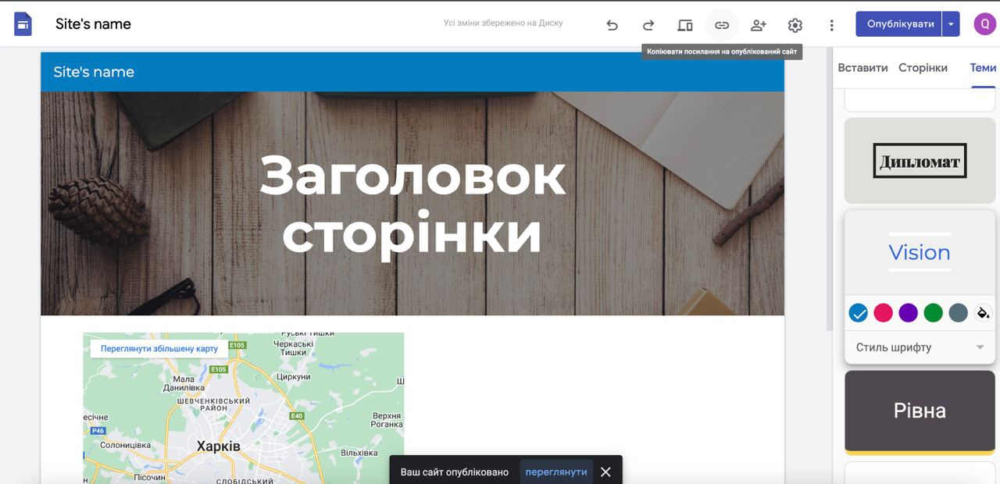 Site's name
Усі зміни збережено на Диску
Опублікувати
Q
Копіювати посилання на опублікований сайт
Вставити
Сторінки
Теми
Site's name
Заголовок
сторінки
Дипломат
Vision
Стиль шрифту
Рівна
Переглянути збільшену карту
E105
Руські Тишки
Черкаські
Тишки
E105
Циркуни
Мала
Данилівка
ШЕВЧЕНКІВСЬКИЙ
РАЙОН
E40
Верхня
Роганка
P46
Солоницівка
Харків
Вільхівка
Пісочин
СЛОБІДСЬКИЙ
Ваш сайт опубліковано
переглянути